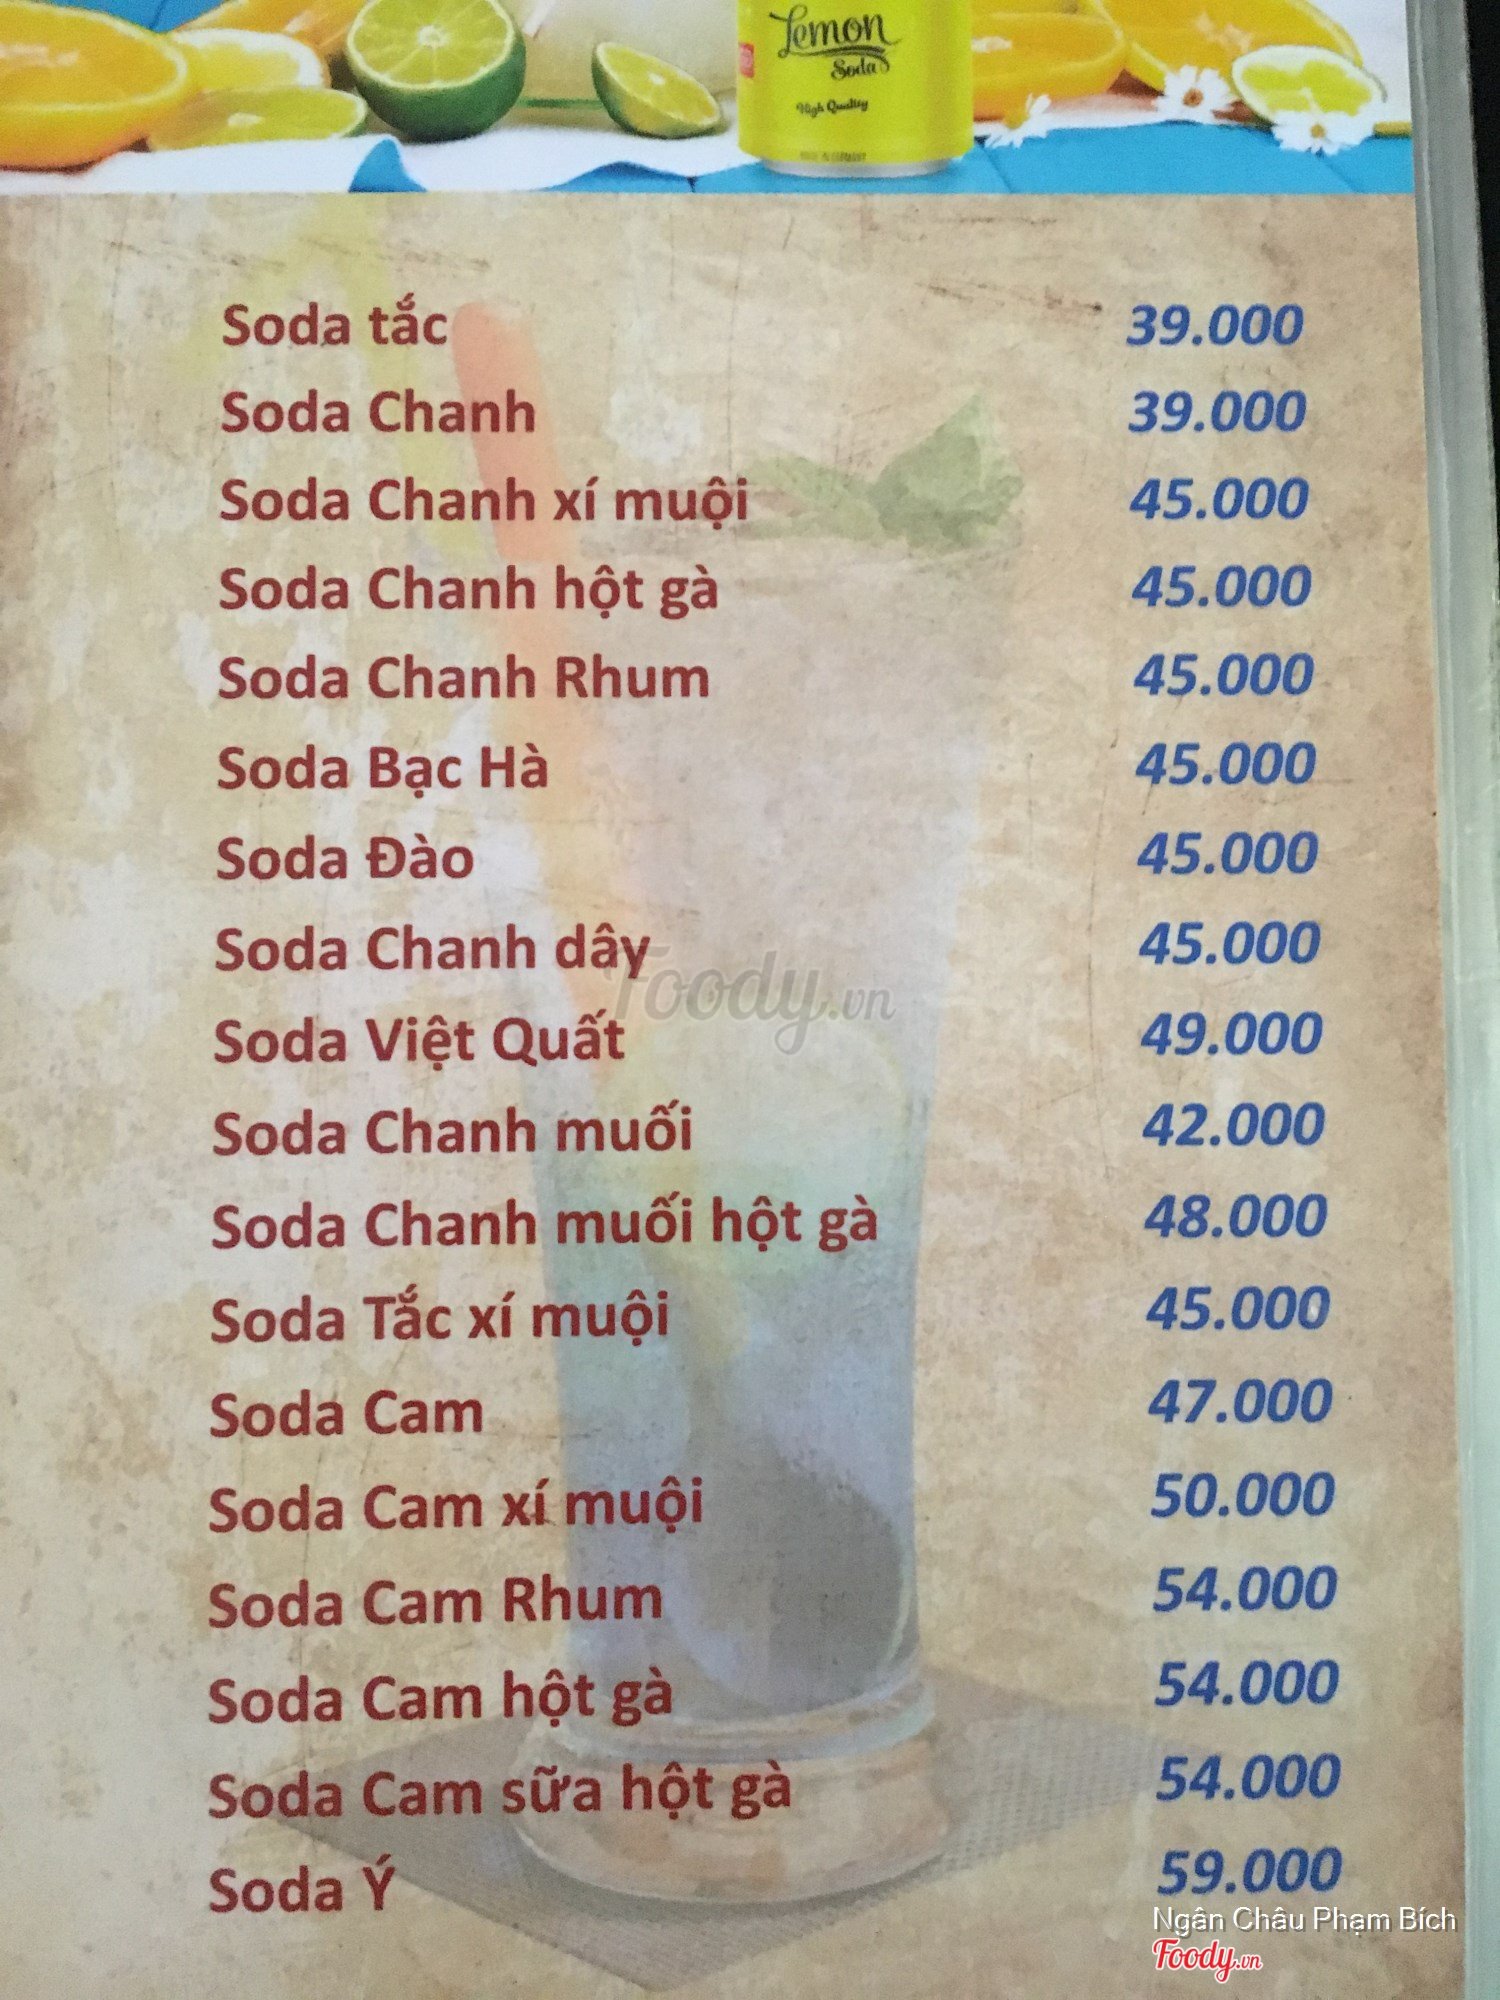 Lemon
Soda
High Quality
Soda tắc 39.000
Soda Chanh 39.000
Soda Chanh xí muội 45.000
Soda Chanh hột gà 45.000
Soda Chanh Rhum 45.000
Soda Bạc Hà 45.000
Soda Đào 45.000
Soda Chanh dây 45.000
Foody.vn
Soda Việt Quất 49.000
Soda Chanh muối 42.000
Soda Chanh muối hột gà 48.000
Soda Tắc xí muội 45.000
Soda Cam 47.000
Soda Cam xí muội 50.000
Soda Cam Rhum 54.000
Soda Cam hột gà 54.000
Soda Cam sữa hột gà 54.000
Soda Ý 59.000
Ngân Châu Phạm Bích
Foody.vn